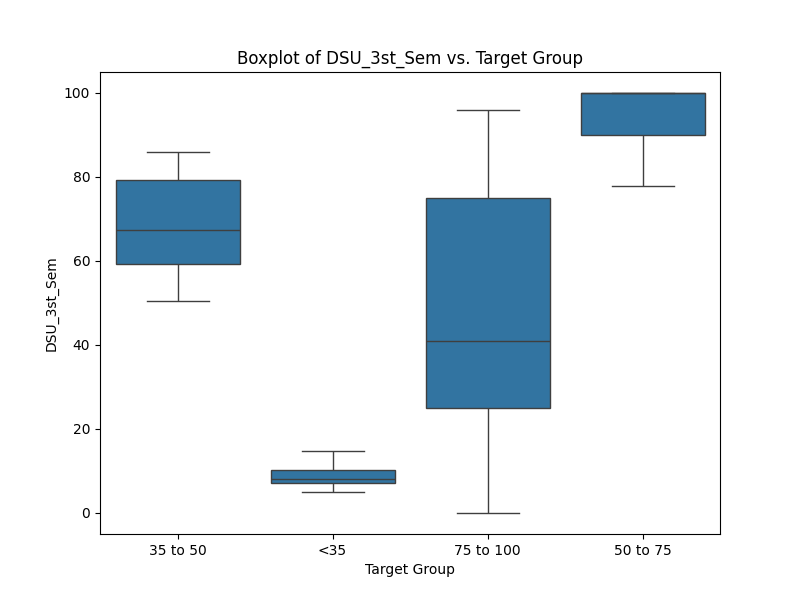 Boxplot of DSU_3st_Sem vs. Target Group
DSU_3st_Sem
100
80
60
40
20
0
35 to 50
<35
75 to 100
50 to 75
Target Group